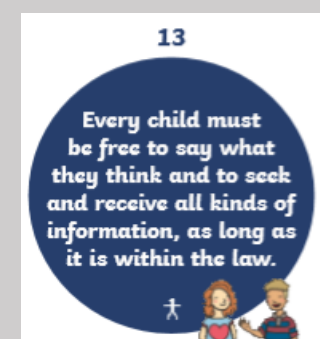 13
Every child must
be free to say what
they think and to seek
and receive all kinds of
information, as long as
it is within the law.